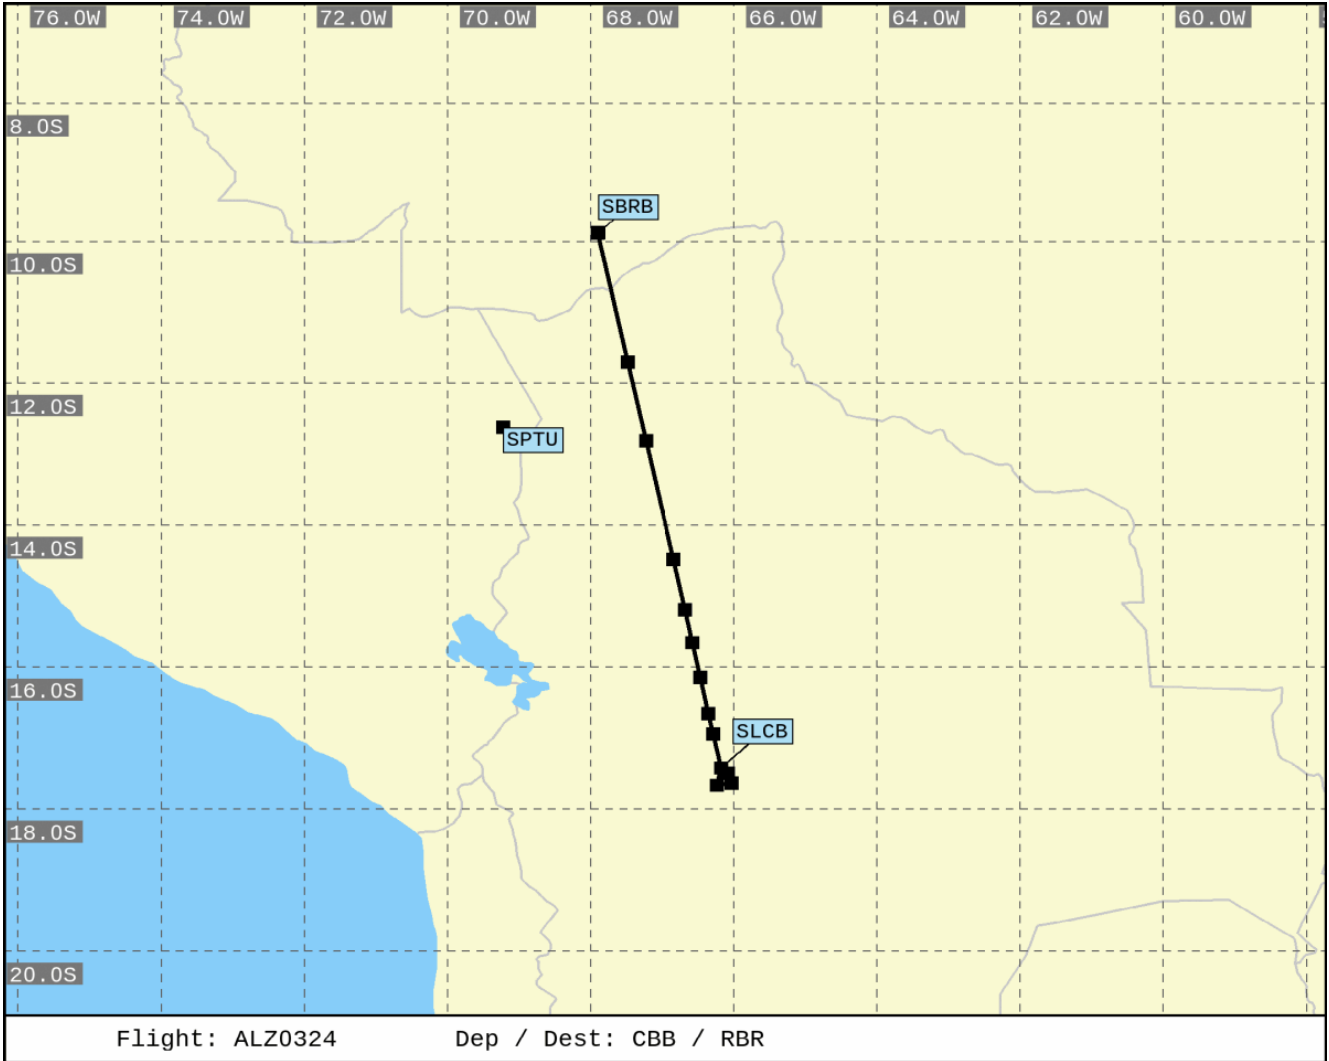 76.0W 74.0W 72.0W 70.0W 68.0W 66.0W 64.0W 62.0W 60.0W
8.0S
SBRB
10.0S
12.0S
SPTU
14.0S
16.0S
SLCB
18.0S
20.0S
Flight: ALZ0324 Dep / Dest: CBB / RBR